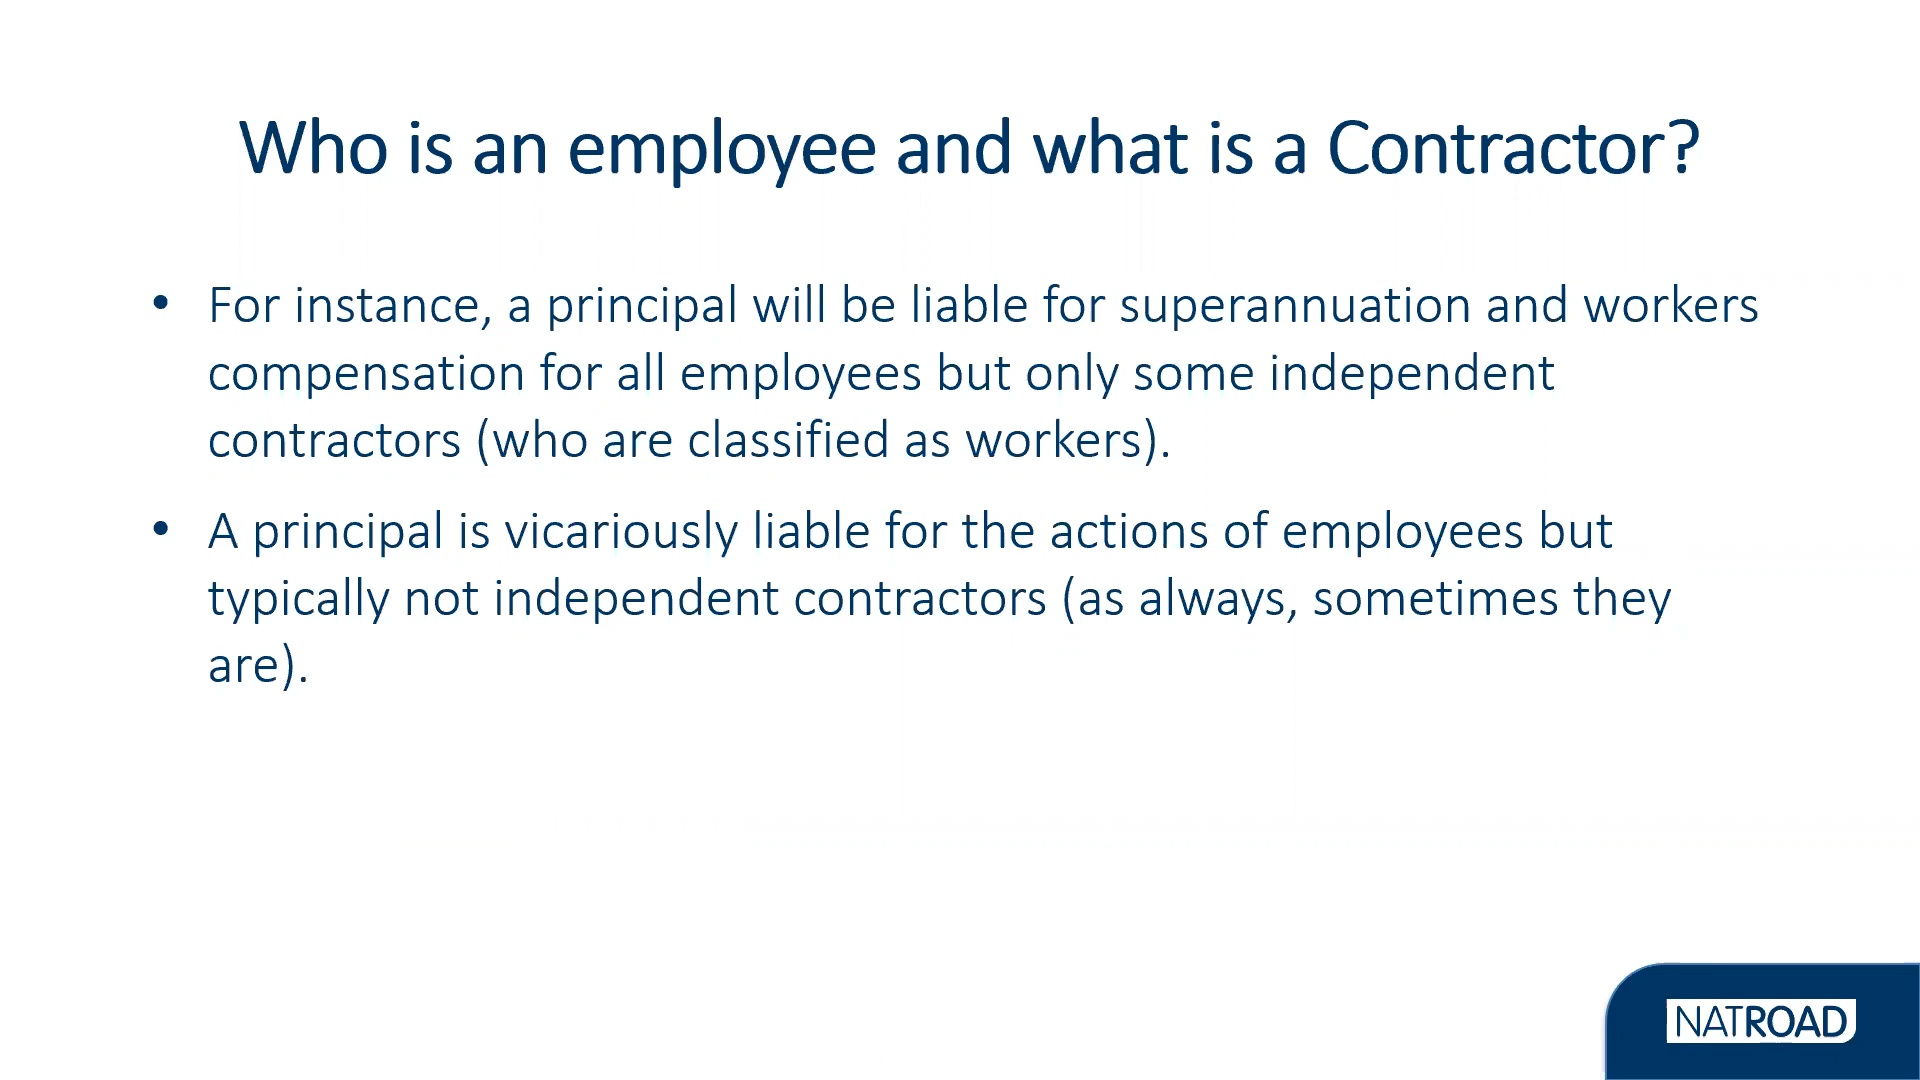 Who is an employee and what is a Contractor?
• For instance, a principal will be liable for superannuation and workers
compensation for all employees but only some independent
contractors (who are classified as workers).
• A principal is vicariously liable for the actions of employees but
typically not independent contractors (as always, sometimes they
are).
NATROAD